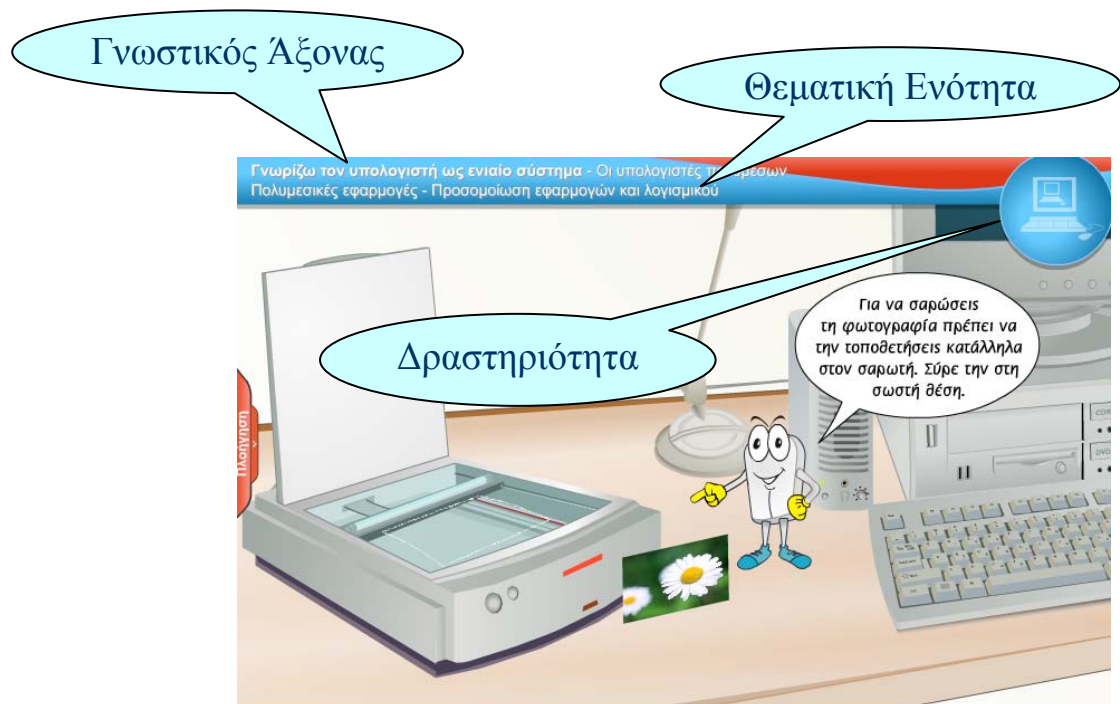 Γνωστικός Άξονας
Θεματική Ενότητα
Γνωρίζω τον υπολογιστή ως ενιαίο σύστημα - Οι υπολογιστές
Πολυμεσικές εφαρμογές - Προσομοίωση εφαρμογών και λογισμικού
Για να σαρώσεις
τη φωτογραφία πρέπει να
την τοποθετήσεις κατάλληλα
στον σαρωτή. Σύρε την στη
σωστή θέση.
Δραστηριότητα
Πλοήγηση